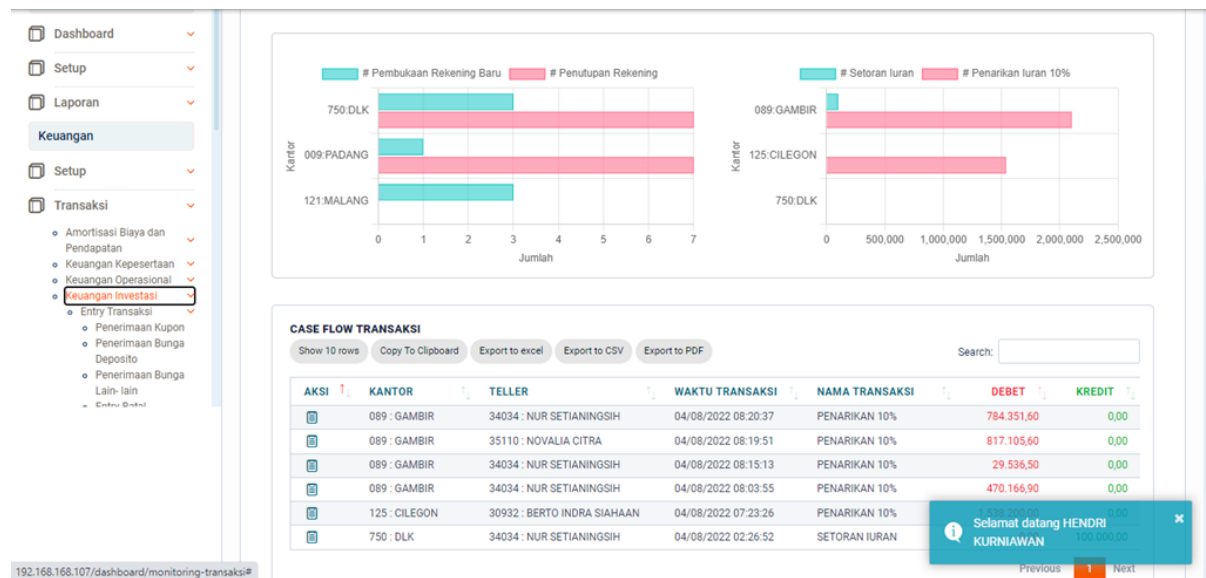 Dashboard
Setup
Laporan
Keuangan
Setup
Transaksi
Amortisasi Biaya dan
Pendapatan
Keuangan Kepesertaan
Keuangan Operasional
Keuangan Investasi
Entry Transaksi
Penerimaan Kupon
Penerimaan Bunga
Deposito
Penerimaan Bunga
Lain- lain
# Pembukaan Rekening Baru # Penutupan Rekening
Kantor
750:DLK
009:PADANG
121:MALANG
0 1 2 3 4 5 6 7
Jumlah
# Setoran Iuran # Penarikan Iuran 10%
Kantor
089:GAMBIR
125:CILEGON
750:DLK
0 500,000 1,000,000 1,500,000 2,000,000 2,500,000
Jumlah
CASE FLOW TRANSAKSI
Show 10 rows Copy To Clipboard Export to excel Export to CSV Export to PDF Search:
AKSI KANTOR TELLER WAKTU TRANSAKSI NAMA TRANSAKSI DEBET KREDIT
089 : GAMBIR 34034 : NUR SETIANINGSIH 04/08/2022 08:20:37 PENARIKAN 10% 784.351,60 0,00
089 : GAMBIR 35110 : NOVALIA CITRA 04/08/2022 08:19:51 PENARIKAN 10% 817.105,60 0,00
089 : GAMBIR 34034 : NUR SETIANINGSIH 04/08/2022 08:15:13 PENARIKAN 10% 29.536,50 0,00
089 : GAMBIR 34034 : NUR SETIANINGSIH 04/08/2022 08:03:55 PENARIKAN 10% 470.166,90 0,00
125 : CILEGON 30932 : BERTO INDRA SIAHAAN 04/08/2022 07:23:26 PENARIKAN 10% 1.538.200,00 0,00
750 : DLK 34034 : NUR SETIANINGSIH 04/08/2022 02:26:52 SETORAN IURAN 100.000,00
Selamat datang HENDRI
KURNIAWAN
Previous 1 Next
192.168.168.107/dashboard/monitoring-transaksi#